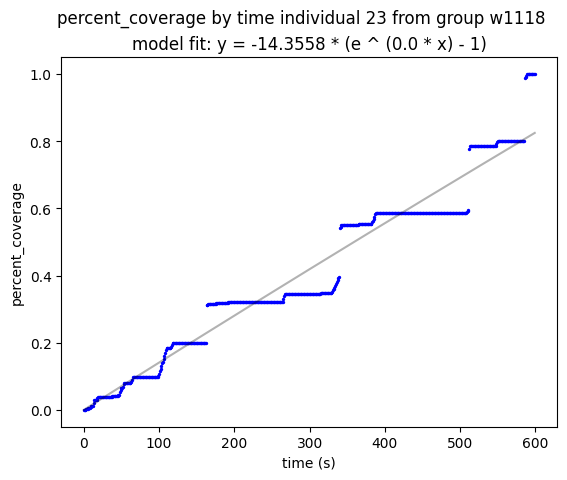 percent_coverage by time individual 23 from group w1118
model fit: y = -14.3558 * (e ^ (0.0 * x) - 1)
1.0
0.8
0.6
0.4
0.2
0.0
percent_coverage
0 100 200 300 400 500 600
time (s)